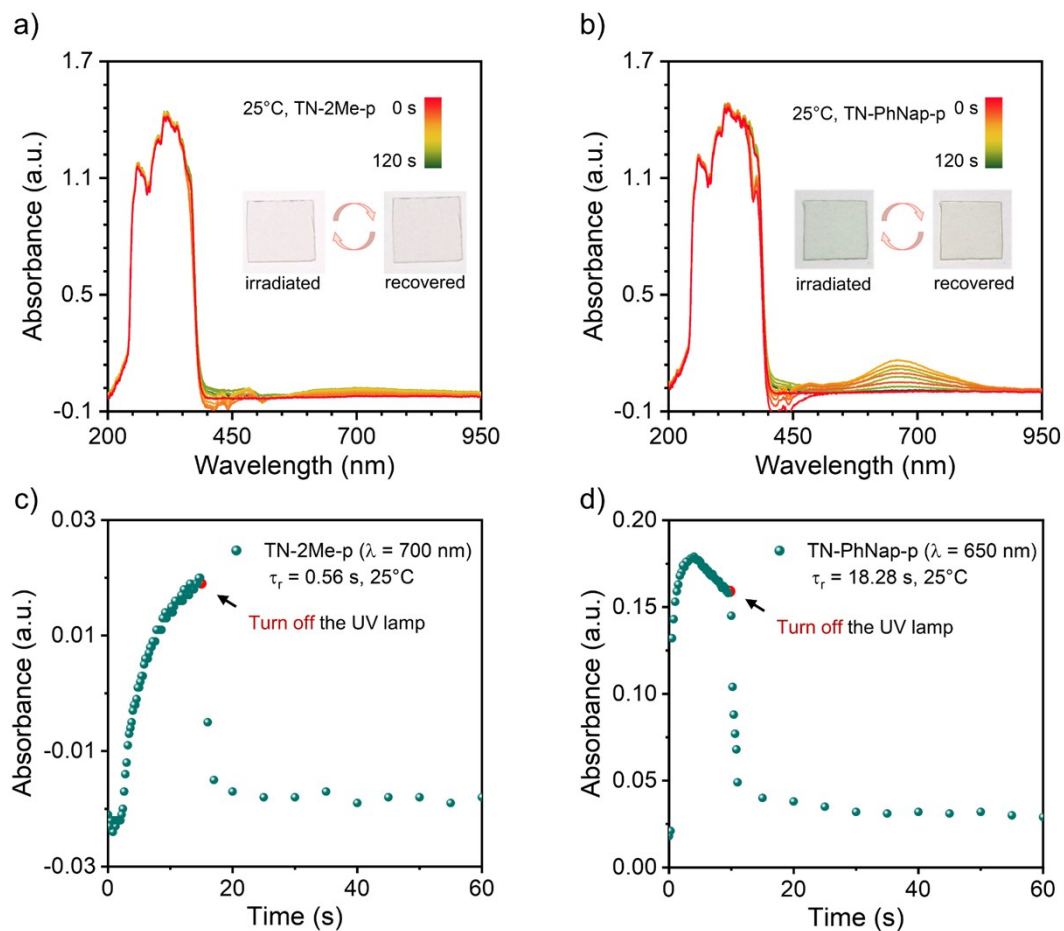 a)
1.7
1.1
0.5
-0.1
Absorbance (a.u.)
25°C, TN-2Me-p
0 s
120 s
irradiated
recovered
200
450
700
950
Wavelength (nm)
b)
1.7
1.1
0.5
-0.1
Absorbance (a.u.)
25°C, TN-PhNap-p
0 s
120 s
irradiated
recovered
200
450
700
950
Wavelength (nm)
c)
0.03
0.01
-0.01
-0.03
Absorbance (a.u.)
TN-2Me-p (λ = 700 nm)
τr = 0.56 s, 25°C
Turn off the UV lamp
0
20
40
60
Time (s)
d)
0.20
0.15
0.10
0.05
0.00
Absorbance (a.u.)
TN-PhNap-p (λ = 650 nm)
τr = 18.28 s, 25°C
Turn off the UV lamp
0
20
40
60
Time (s)